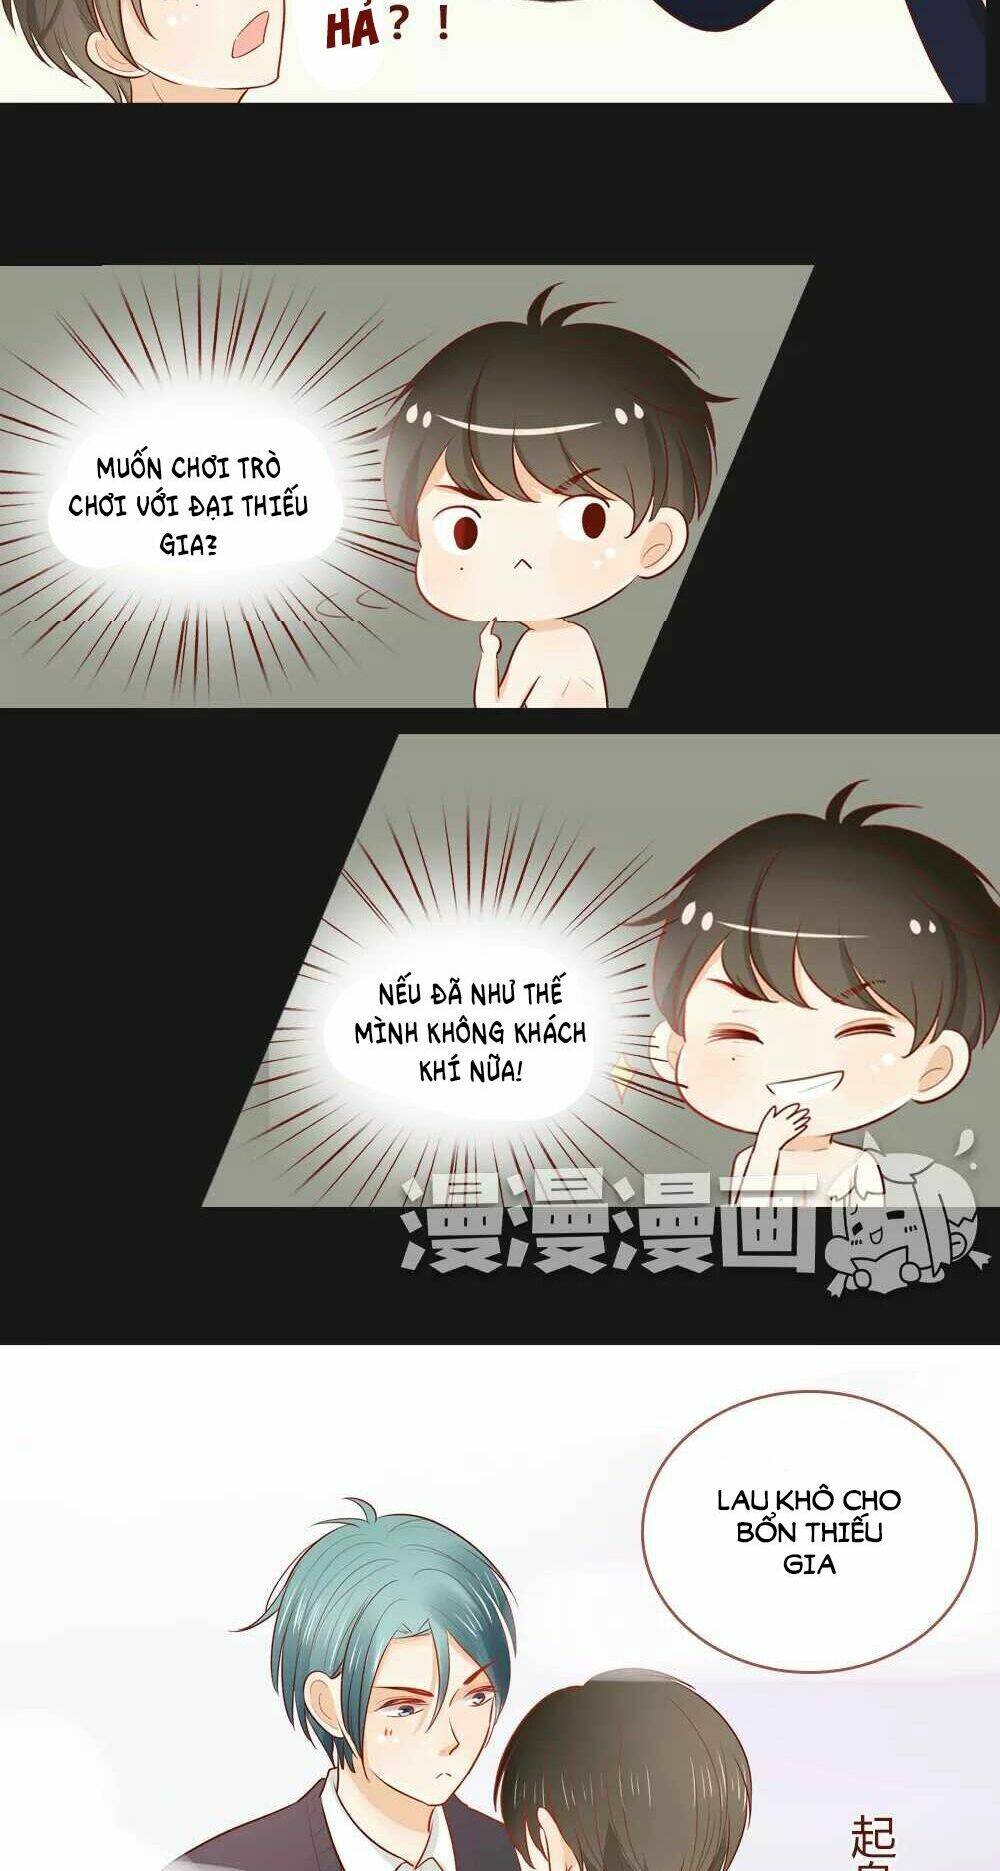 HẢ？！
MUỐN CHƠI TRÒ
CHƠI VỚI ĐẠI THIẾU
GIA?
NẾU ĐÃ NHƯ THẾ
MÌNH KHÔNG KHÁCH
KHÍ NỮA!
漫漫漫画
LAU KHÔ CHO
BỔN THIẾU
GIA
起